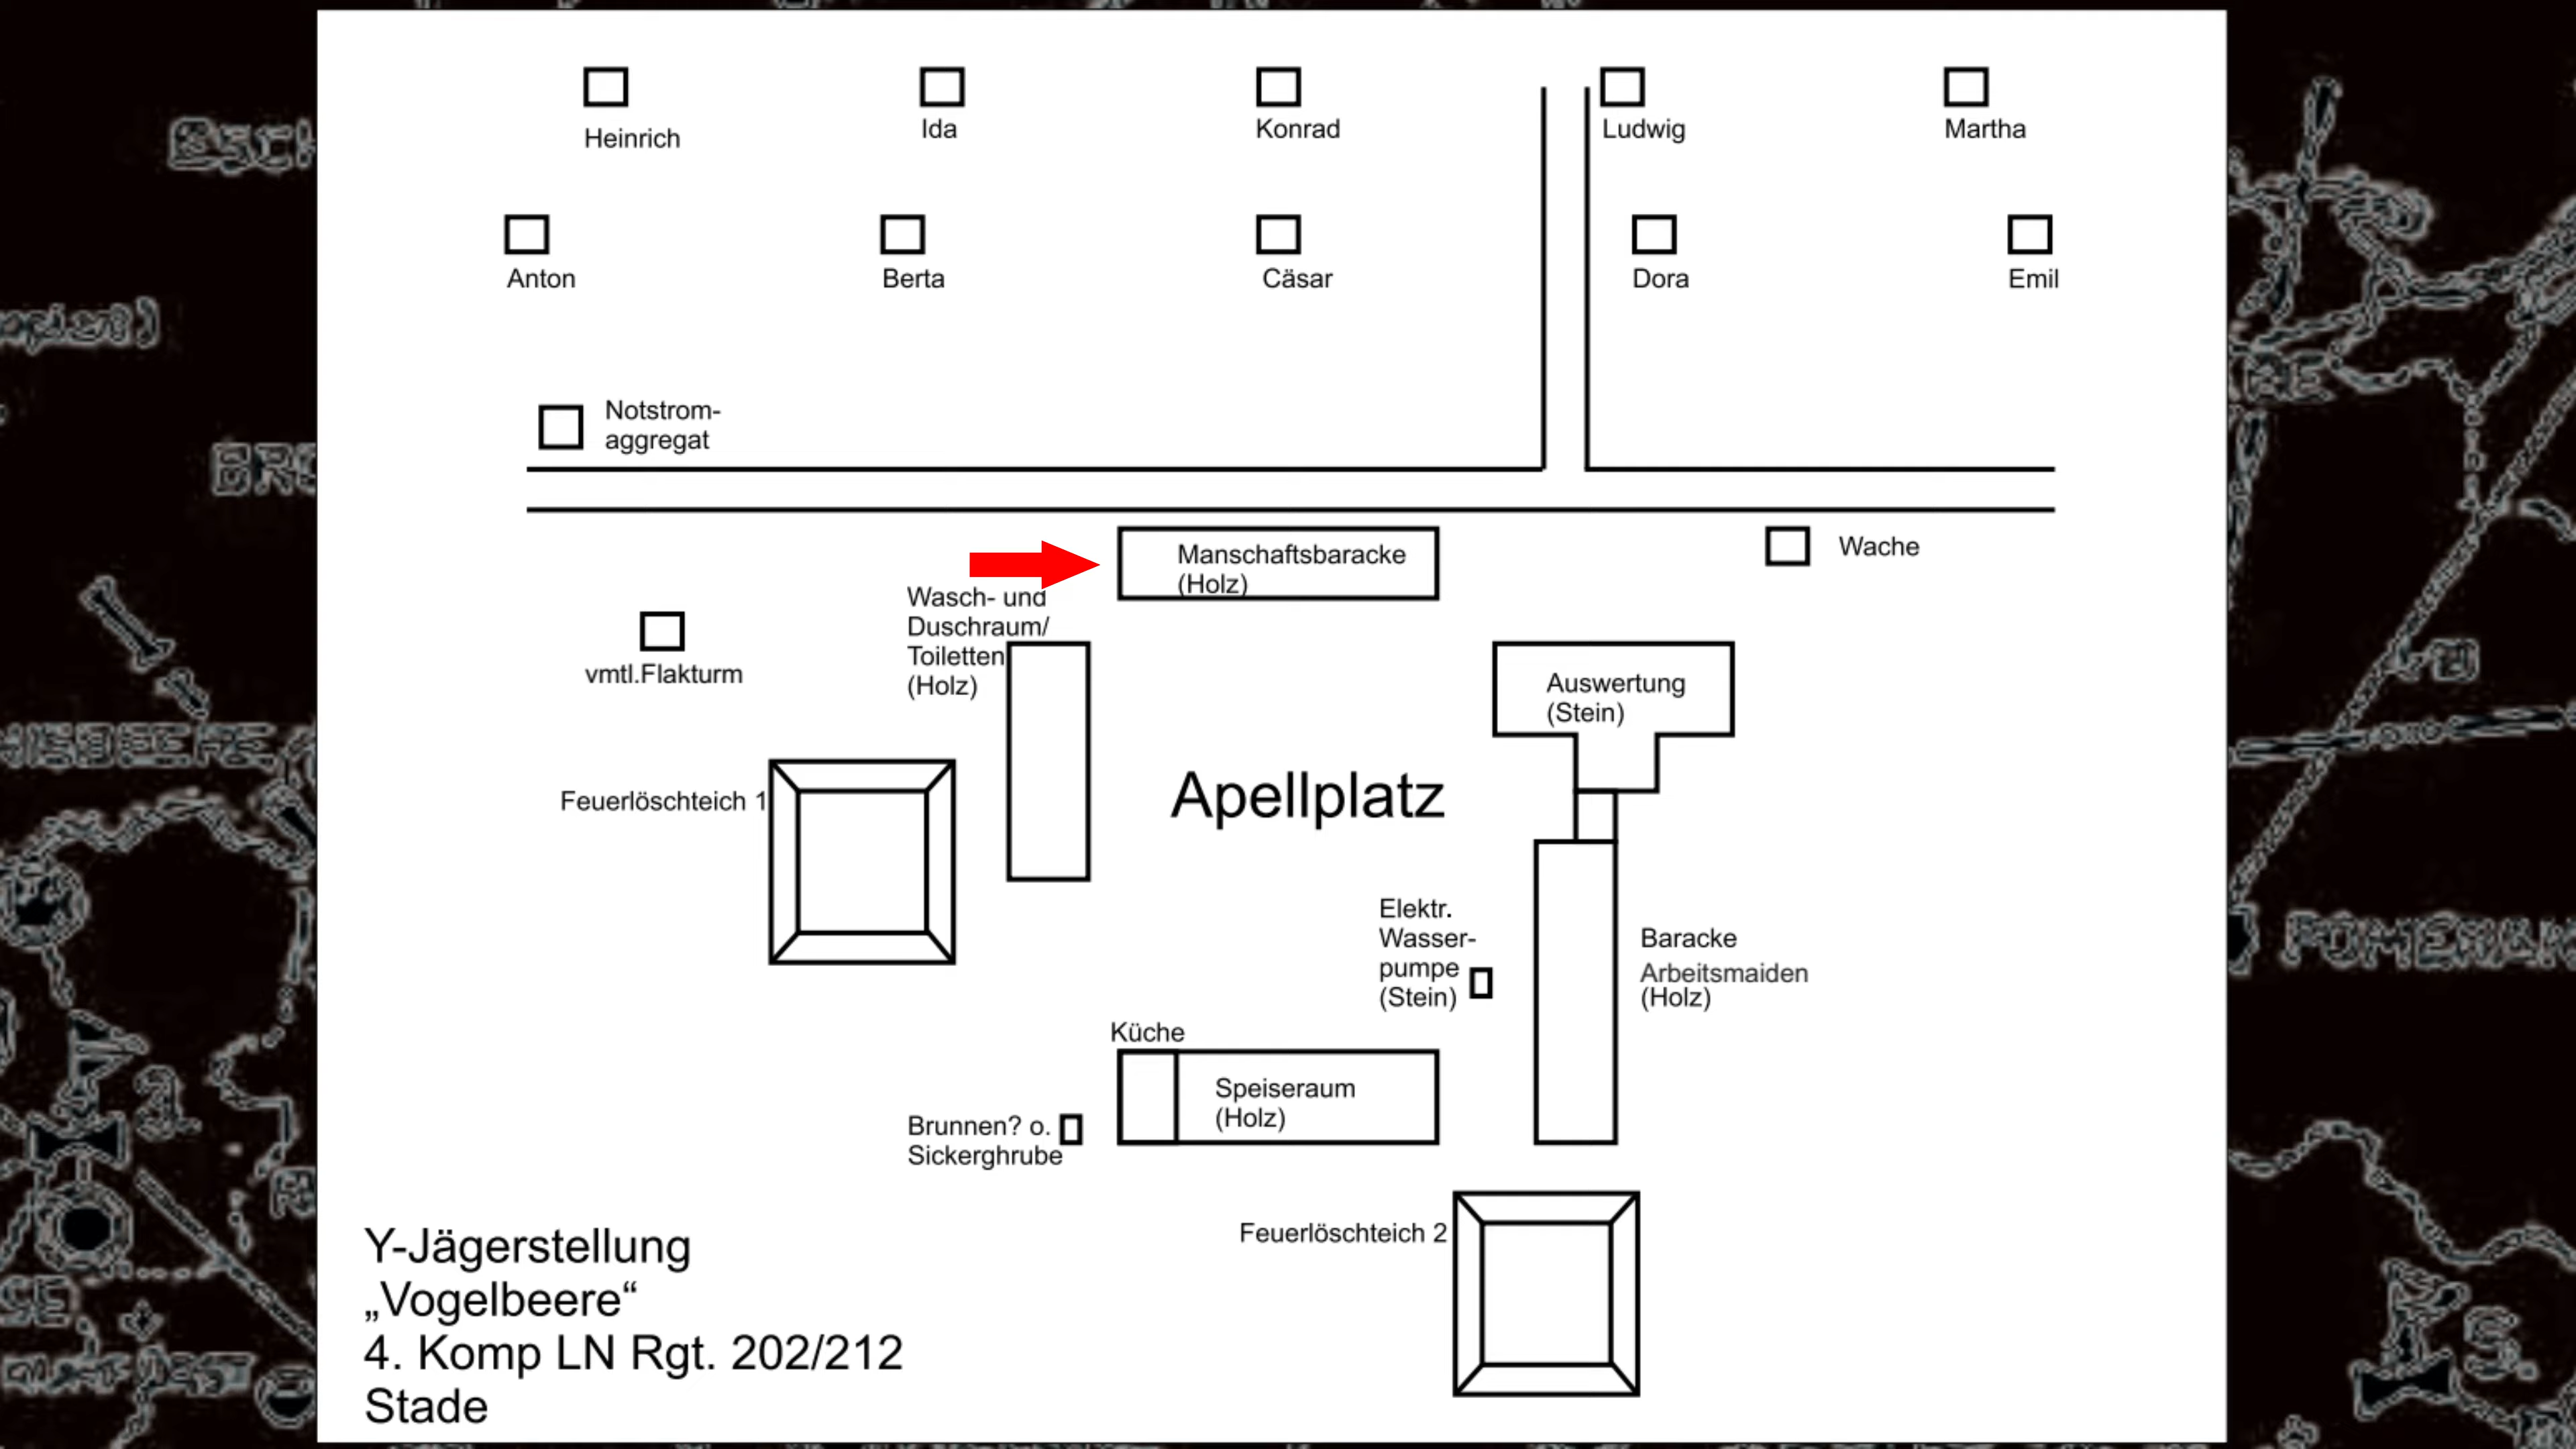 Heinrich
Ida
Konrad
Ludwig
Martha
Anton
Berta
Cäsar
Dora
Emil
Notstrom-
aggregat
Manschaftsbaracke
(Holz)
Wache
Wasch- und
Duschraum/
Toiletten
(Holz)
vmtl.Flakturm
Auswertung
(Stein)
Feuerlöschteich 1
Apellplatz
Elektr.
Wasser-
pumpe
(Stein)
Baracke
Arbeitsmaiden
(Holz)
Küche
Speiseraum
(Holz)
Brunnen? o.
Sickerghrube
Feuerlöschteich 2
Y-Jägerstellung
„Vogelbeere“
4. Komp LN Rgt. 202/212
Stade